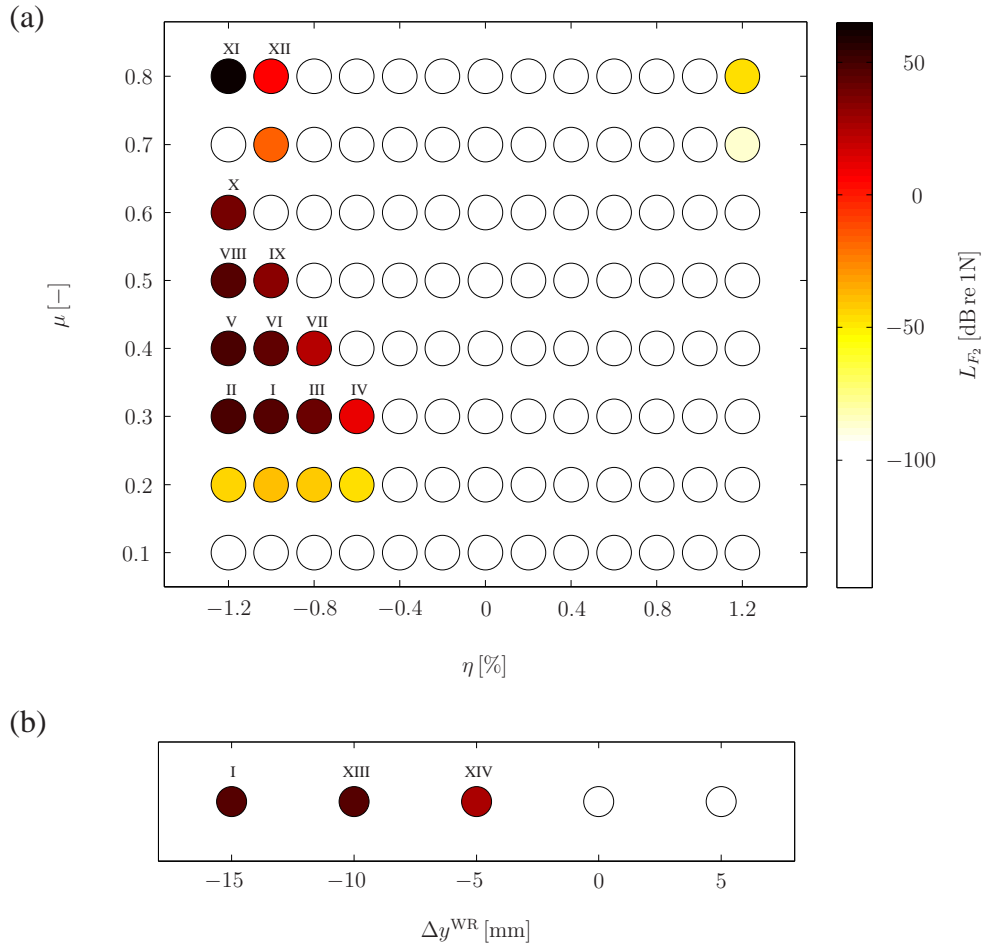 (a)
XI XII
0.8
0.7
X
0.6
VIII IX
0.5
V VI VII
0.4
II I III IV
0.3
0.2
0.1
μ [−]
−1.2 −0.8 −0.4 0 0.4 0.8 1.2
η [%]
50
0
−50
−100
L_{F_2} [dB re 1N]
(b)
I XIII XIV
−15 −10 −5 0 5
Δy^{WR} [mm]